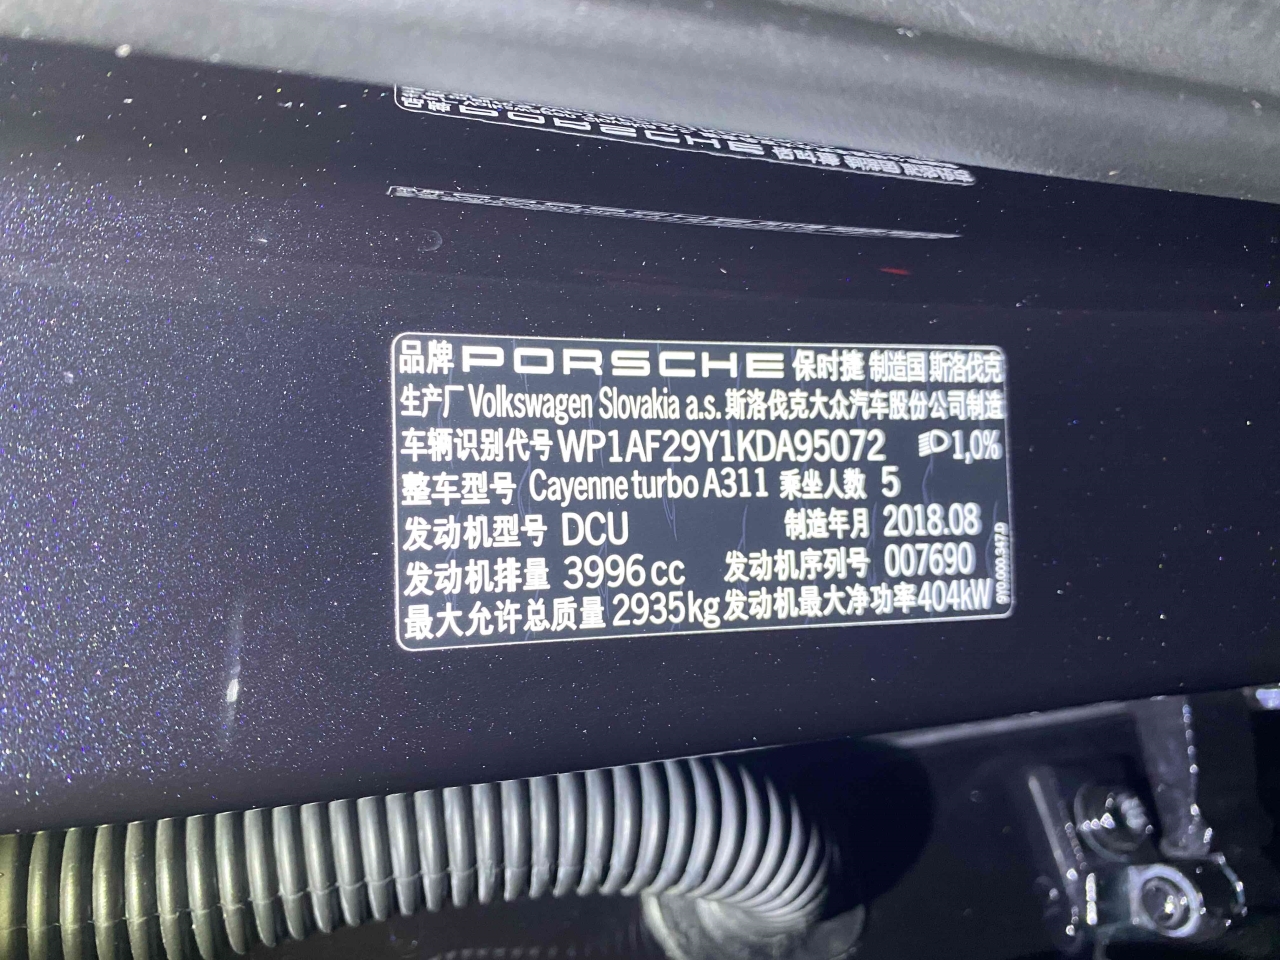 品牌 PORSCHE 保时捷 制造国 斯洛伐克
生产厂 Volkswagen Slovakia a.s. 斯洛伐克大众汽车股份公司制造
车辆识别代号 WP1AF29Y1KDA95072 1,0%
整车型号 Cayenne turbo A311 乘坐人数 5
发动机型号 DCU 制造年月 2018.08
发动机排量 3996cc 发动机序列号 007690
最大允许总质量 2935kg 发动机最大净功率 404kW
9Y0.000.347.D